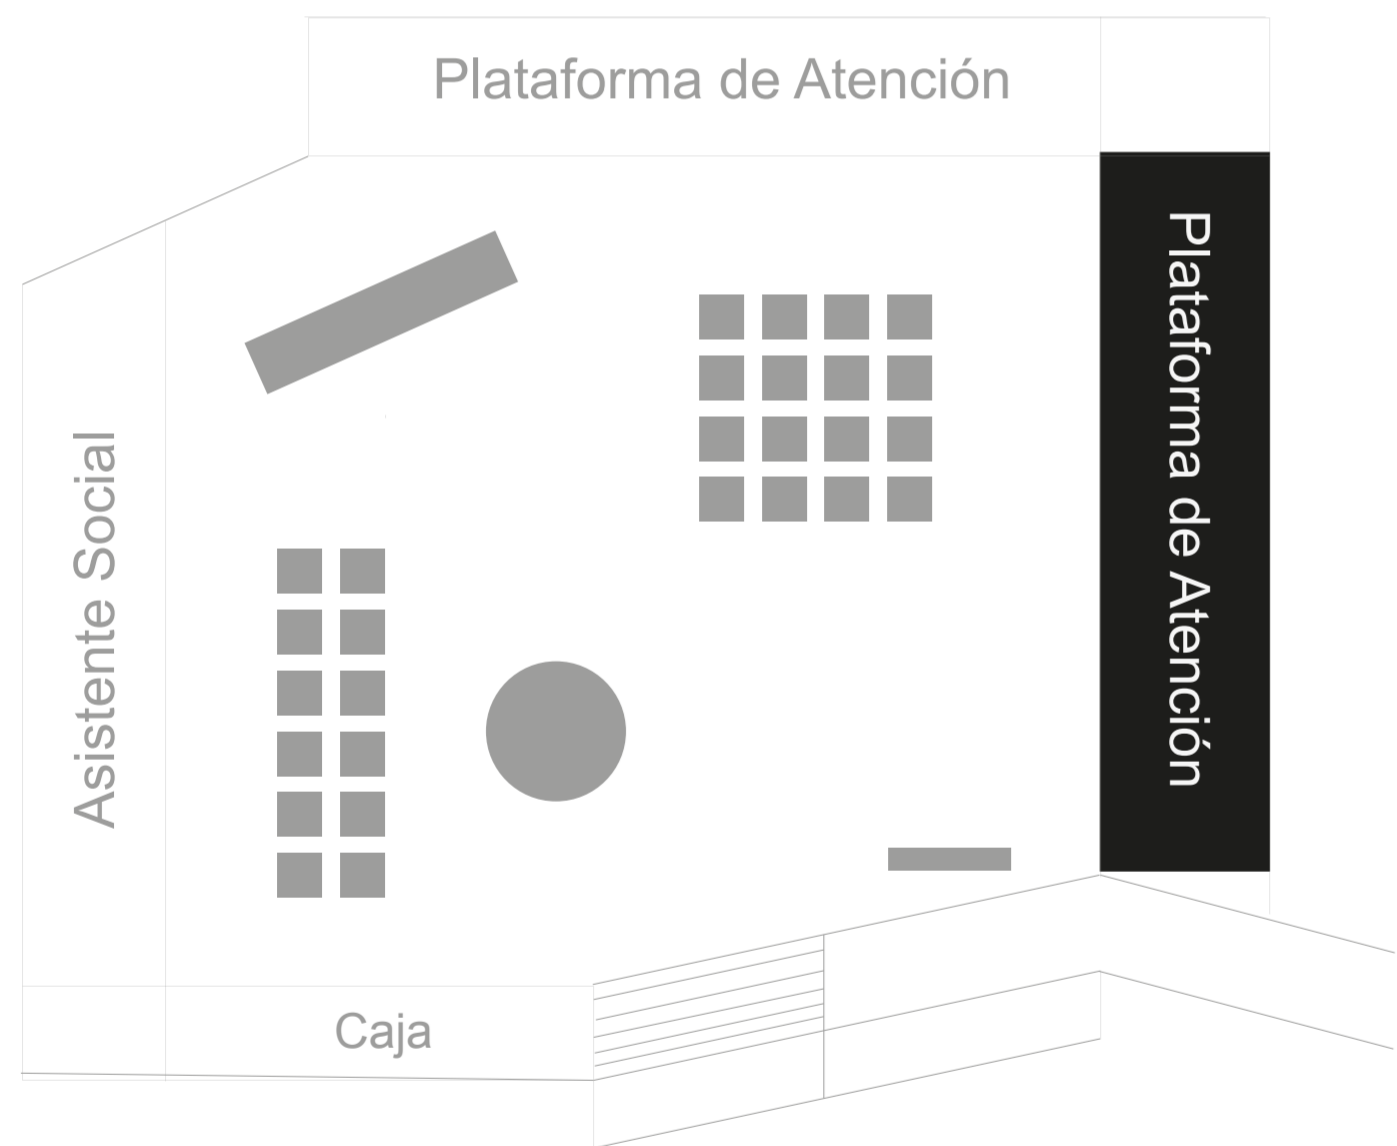 Plataforma de Atención
Plataforma de Atención
Asistente Social
Caja